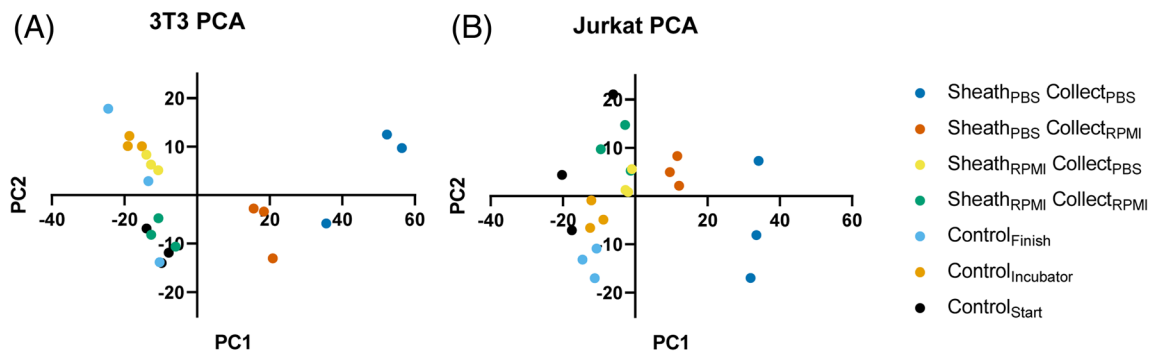 (A)
3T3 PCA
20
10
-40
-20
20
40
60
-10
-20
PC2
PC1
(B)
Jurkat PCA
20
10
-40
-20
20
40
60
-10
-20
PC2
PC1
SheathPBS CollectPBS
SheathPBS CollectRPMI
SheathRPMI CollectPBS
SheathRPMI CollectRPMI
ControlFinish
ControlIncubator
ControlStart